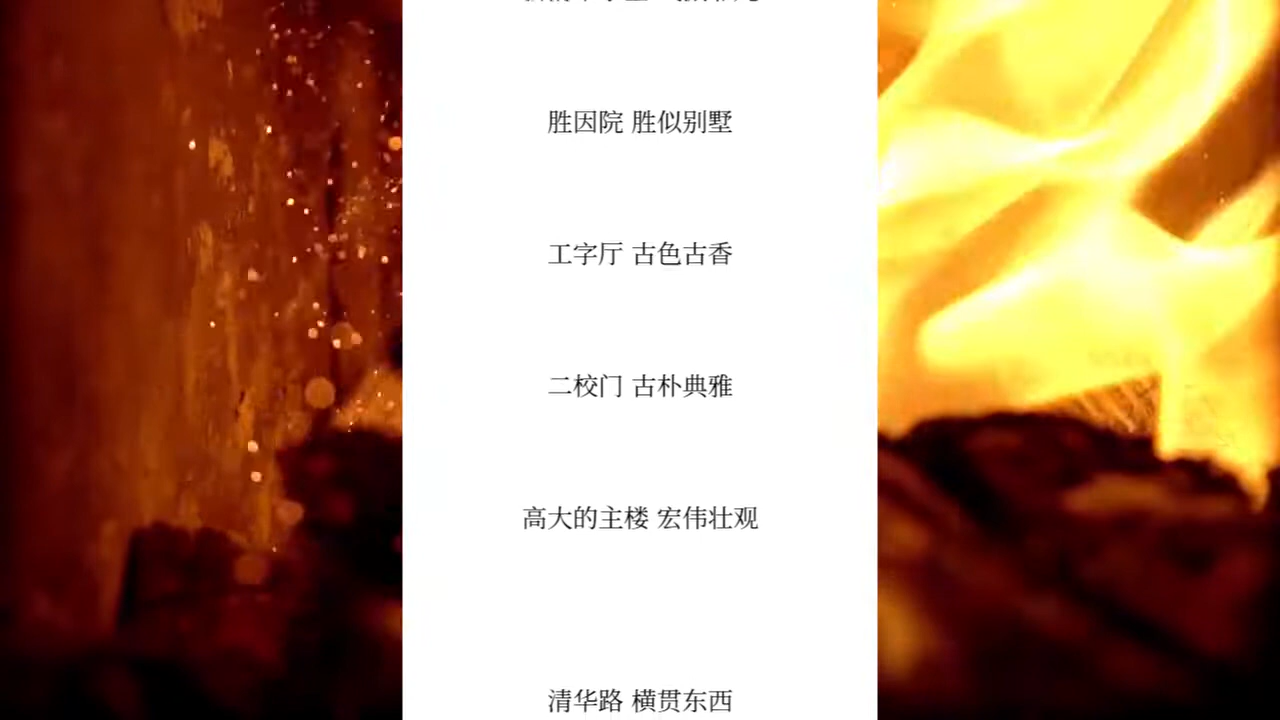 胜因院 胜似别墅
工字厅 古色古香
二校门 古朴典雅
高大的主楼 宏伟壮观
清华路 横贯东西